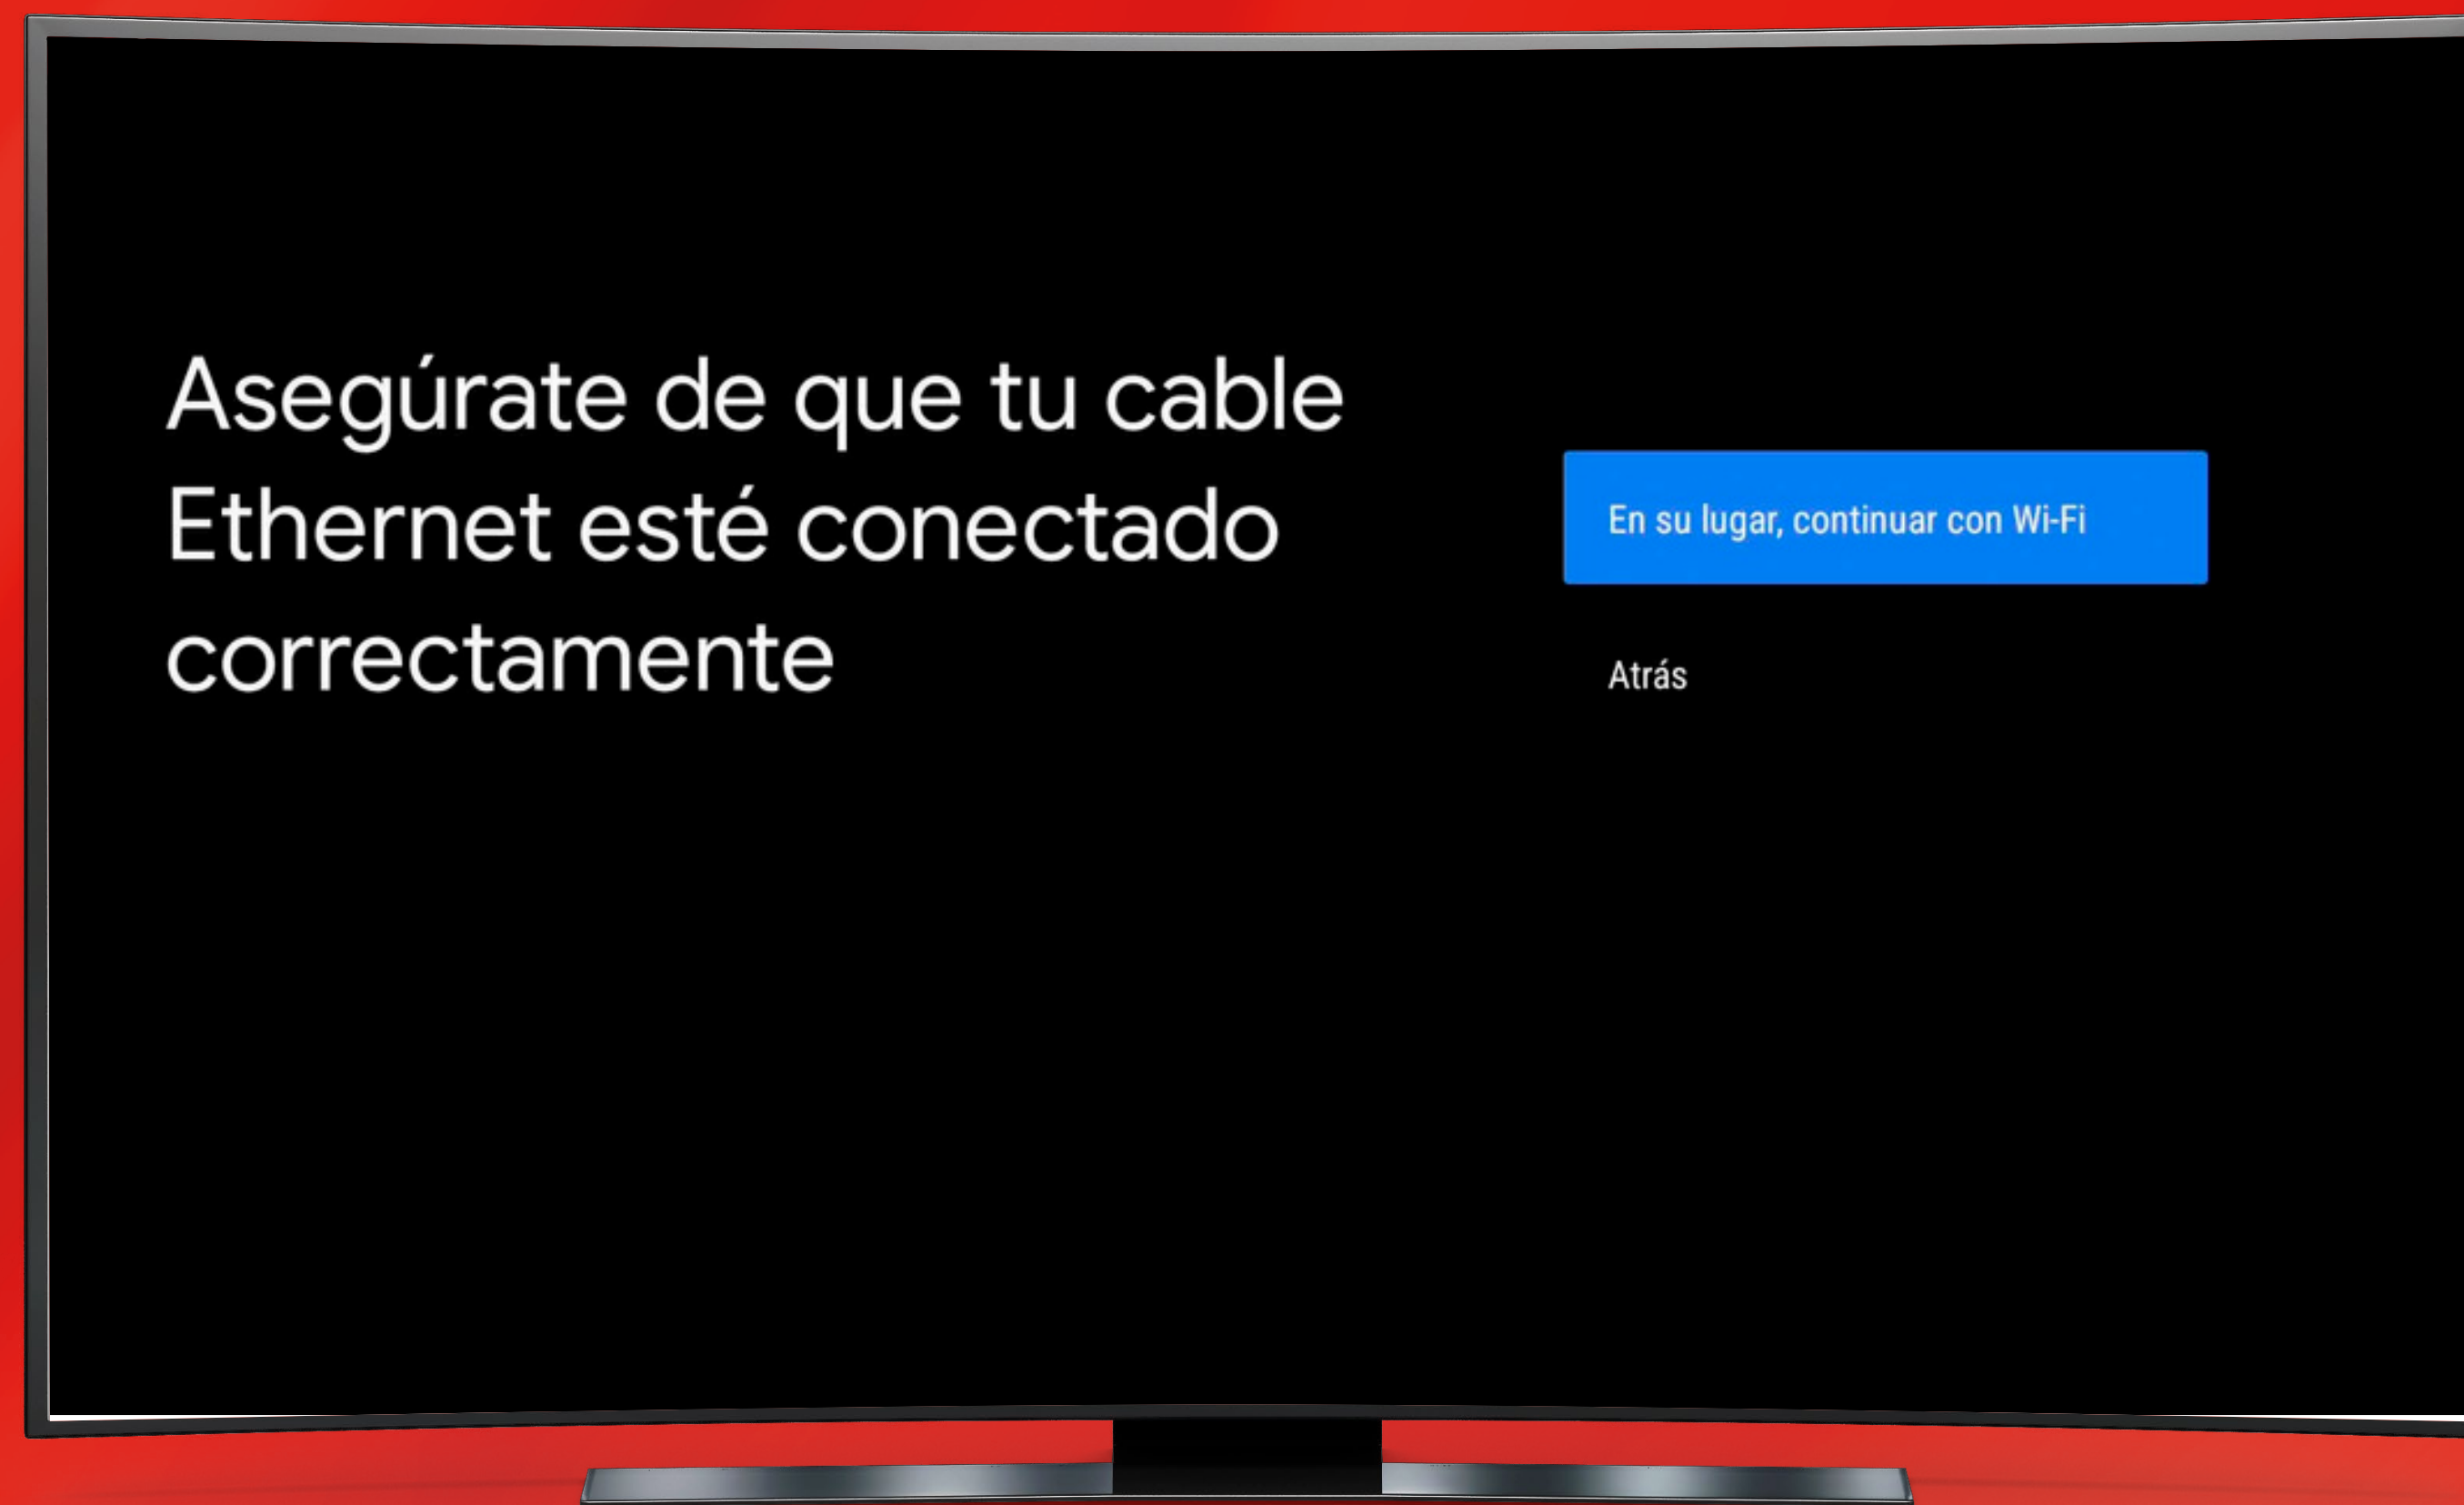 Asegúrate de que tu cable
Ethernet esté conectado
correctamente
En su lugar, continuar con Wi-Fi
Atrás